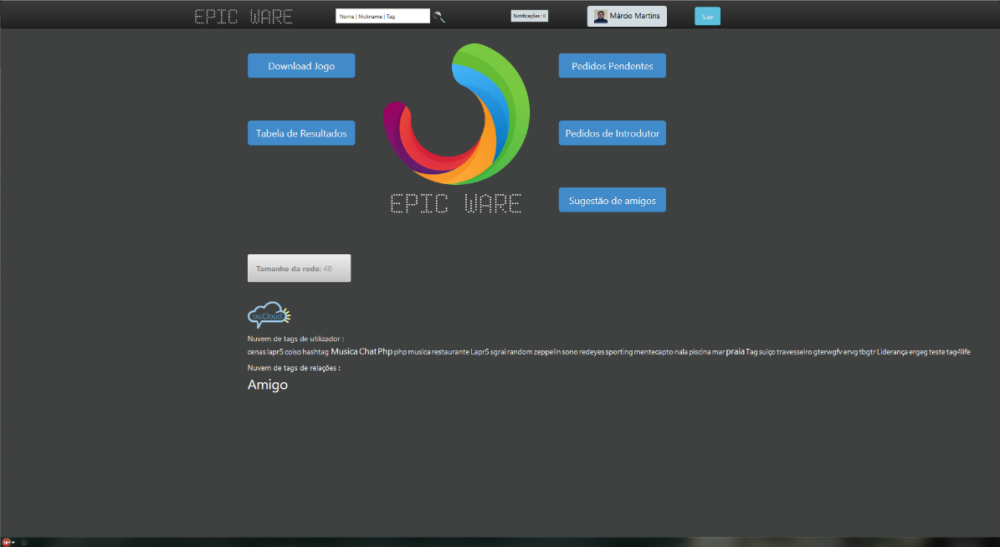 EPIC WARE
Nome | Nickname | Tag
Notificações : 0
Márcio Martins
Sair
Download Jogo
Pedidos Pendentes
Tabela de Resultados
Pedidos de Introdutor
EPIC WARE
Sugestão de amigos
Tamanho da rede: 48
TAGCloud
Nuvem de tags de utilizador :
cenas lapr5 coiso hashtag Musica Chat Php php musica restaurante Lapr5 sgrai random zeppelin sono redeyes sporting mentecapto nala piscina mar praia Tag suiço travesseiro gterwgfv ervg tbgtr Liderança ergeg teste tag4life
Nuvem de tags de relações :
Amigo
ABP